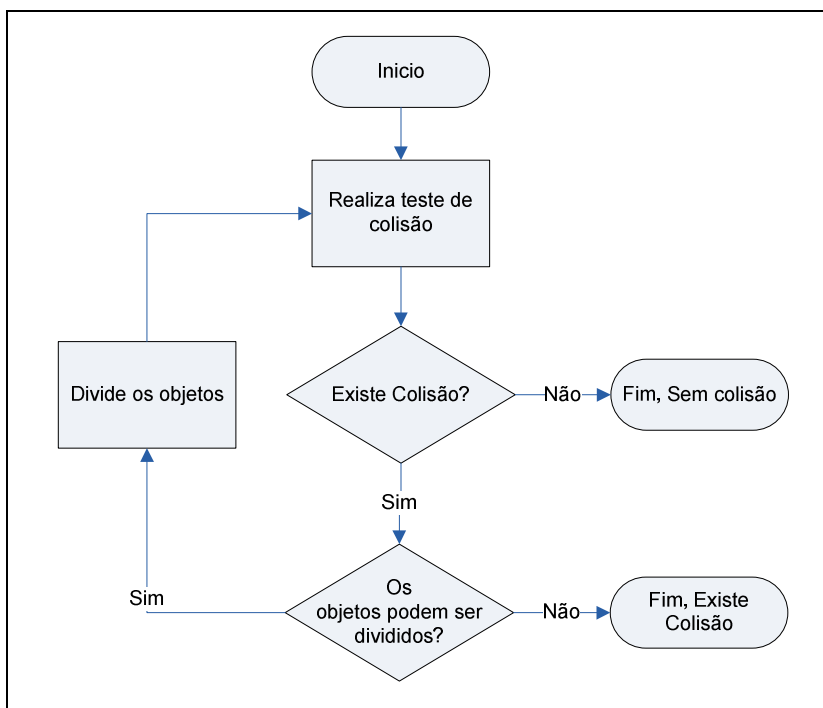 Inicio
Realiza teste de
colisão
Divide os objetos
Existe Colisão?
Não
Fim, Sem colisão
Sim
Sim
Os
objetos podem ser
divididos?
Não
Fim, Existe
Colisão